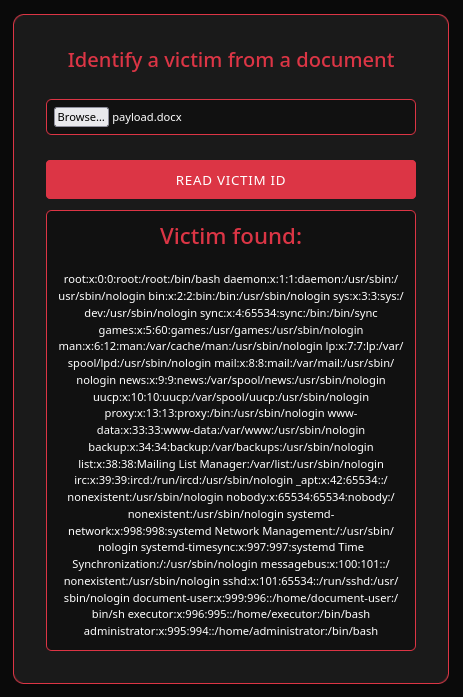 Identify a victim from a document
Browse... payload.docx
READ VICTIM ID
Victim found:
root:x:0:0:root:/root:/bin/bash daemon:x:1:1:daemon:/usr/sbin:/
usr/sbin/nologin bin:x:2:2:bin:/bin:/usr/sbin/nologin sys:x:3:3:sys:/
dev:/usr/sbin/nologin sync:x:4:65534:sync:/bin:/bin/sync
games:x:5:60:games:/usr/games:/usr/sbin/nologin
man:x:6:12:man:/var/cache/man:/usr/sbin/nologin lp:x:7:7:lp:/var/
spool/lpd:/usr/sbin/nologin mail:x:8:8:mail:/var/mail:/usr/sbin/
nologin news:x:9:9:news:/var/spool/news:/usr/sbin/nologin
uucp:x:10:10:uucp:/var/spool/uucp:/usr/sbin/nologin
proxy:x:13:13:proxy:/bin:/usr/sbin/nologin www-
data:x:33:33:www-data:/var/www:/usr/sbin/nologin
backup:x:34:34:backup:/var/backups:/usr/sbin/nologin
list:x:38:38:Mailing List Manager:/var/list:/usr/sbin/nologin
irc:x:39:39:ircd:/run/ircd:/usr/sbin/nologin _apt:x:42:65534::/
nonexistent:/usr/sbin/nologin nobody:x:65534:65534:nobody:/
nonexistent:/usr/sbin/nologin systemd-
network:x:998:998:systemd Network Management:/:/usr/sbin/
nologin systemd-timesync:x:997:997:systemd Time
Synchronization:/:/usr/sbin/nologin messagebus:x:100:101::/
nonexistent:/usr/sbin/nologin sshd:x:101:65534::/run/sshd:/usr/
sbin/nologin document-user:x:999:996::/home/document-user:/
bin/sh executor:x:996:995::/home/executor:/bin/bash
administrator:x:995:994::/home/administrator:/bin/bash